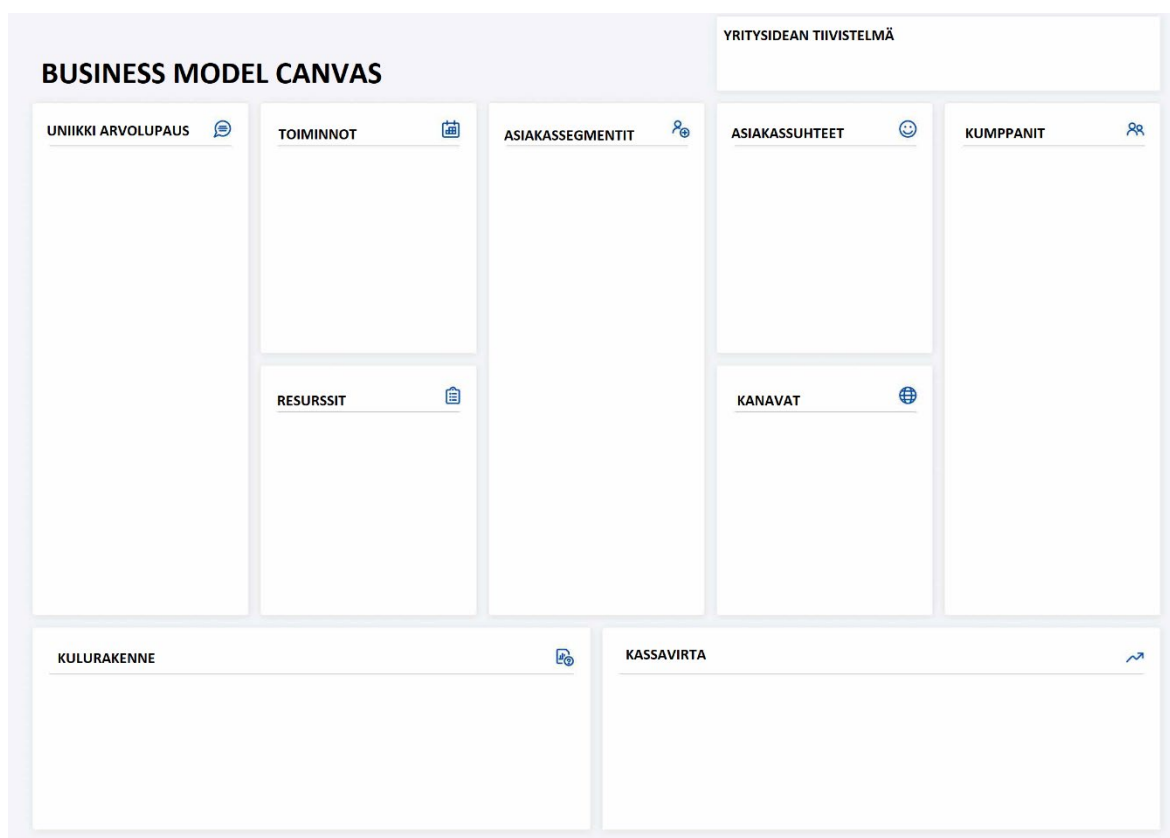 YRITYSIDEAN TIIVISTELMÄ
BUSINESS MODEL CANVAS
UNIIKKI ARVOLUPAUS
TOIMINNOT
ASIAKASSEGMENTIT
ASIAKASSUHTEET
KUMPPANIT
RESURSSIT
KANAVAT
KULURAKENNE
KASSAVIRTA